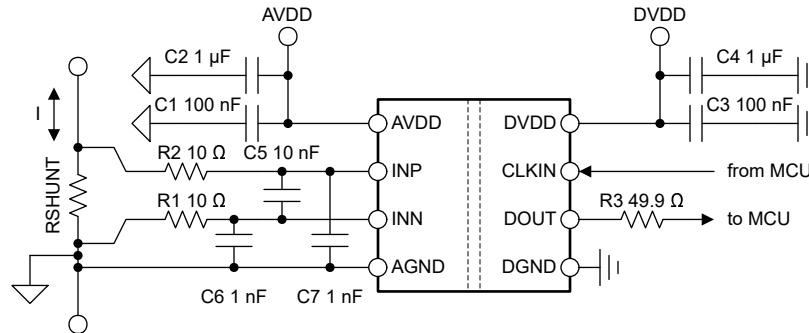 AVDD
DVDD
C2 1 µF
C4 1 µF
C1 100 nF
C3 100 nF
I
AVDD
DVDD
R2 10 Ω
C5 10 nF
INP
CLKIN
from MCU
RSHUNT
R1 10 Ω
INN
DOUT
R3 49.9 Ω
to MCU
AGND
DGND
C6 1 nF
C7 1 nF